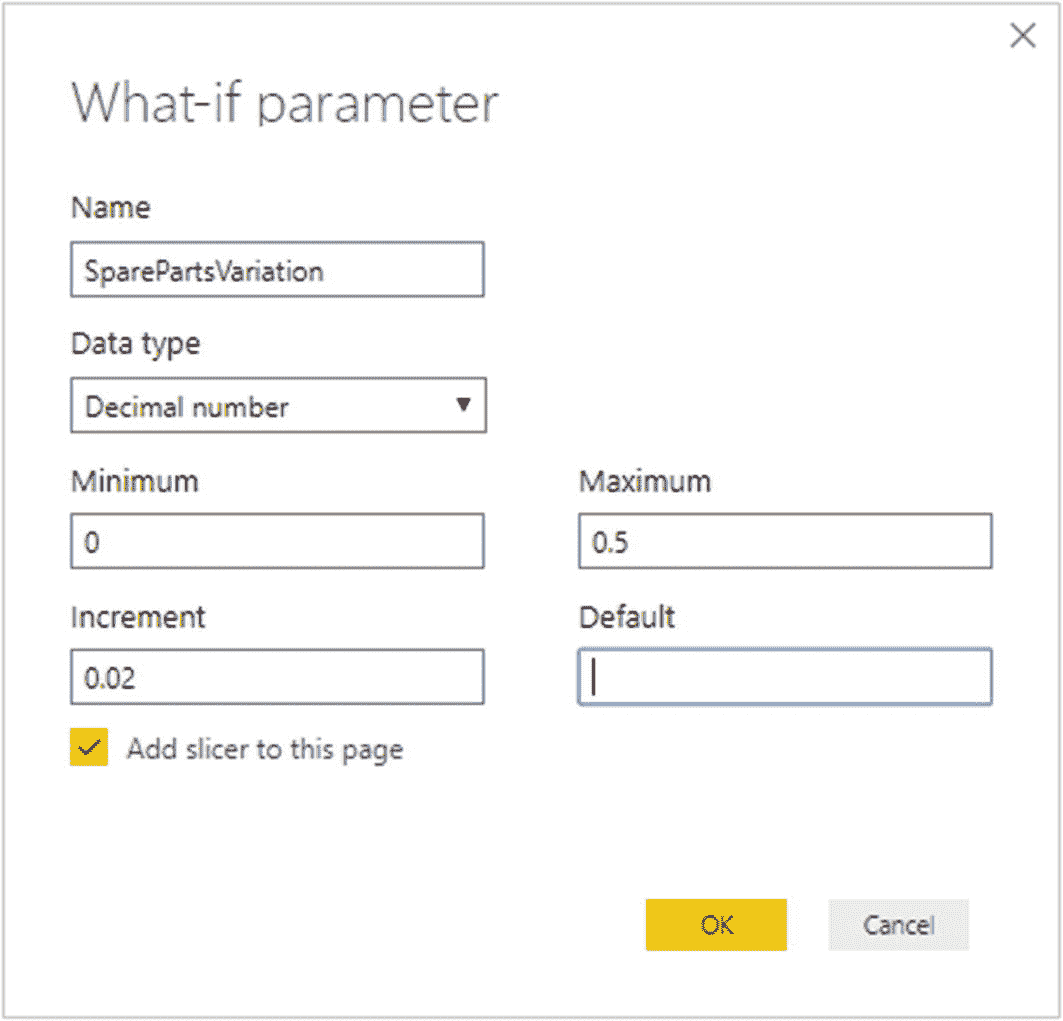 What-if parameter
Name
SparePartsVariation
Data type
Decimal number
Minimum
Maximum
0
0.5
Increment
Default
0.02
Add slicer to this page
OK
Cancel